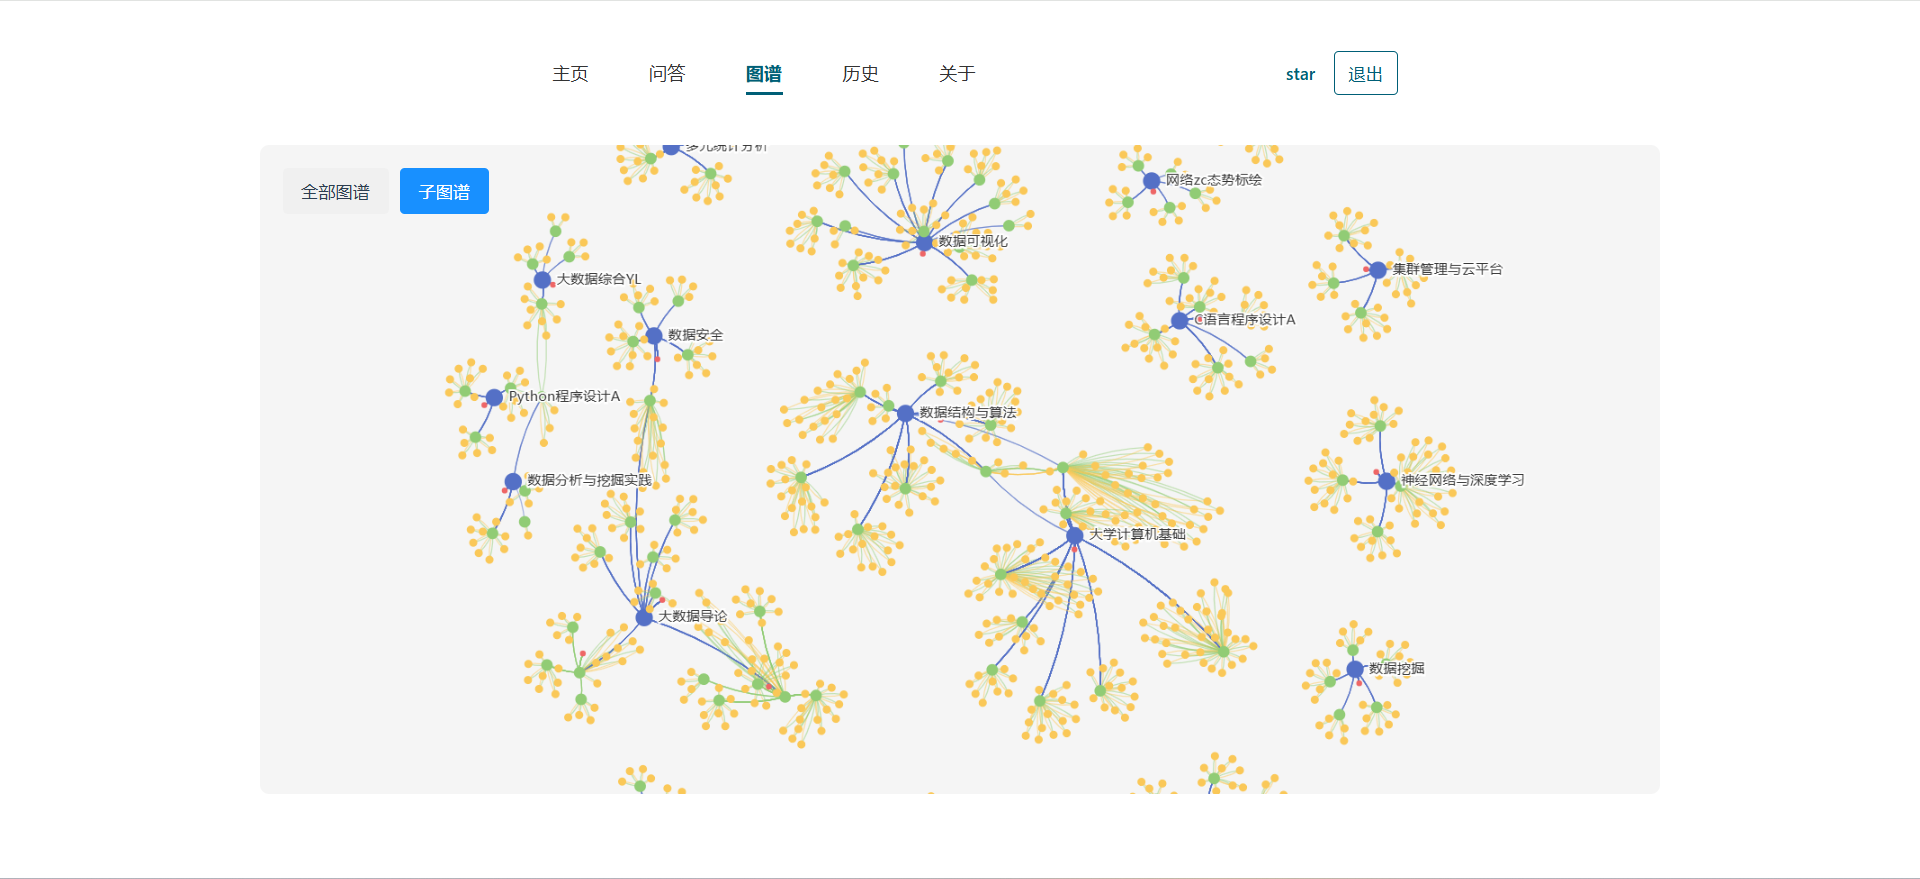 主页
问答
图谱
历史
关于
star
退出
全部图谱
子图谱
多元统计分析
网络zc态势标绘
数据可视化
集群管理与云平台
大数据综合YL
C语言程序设计A
数据安全
Python程序设计A
数据结构与算法
数据分析与挖掘实践
神经网络与深度学习
大学计算机基础
大数据导论
数据挖掘